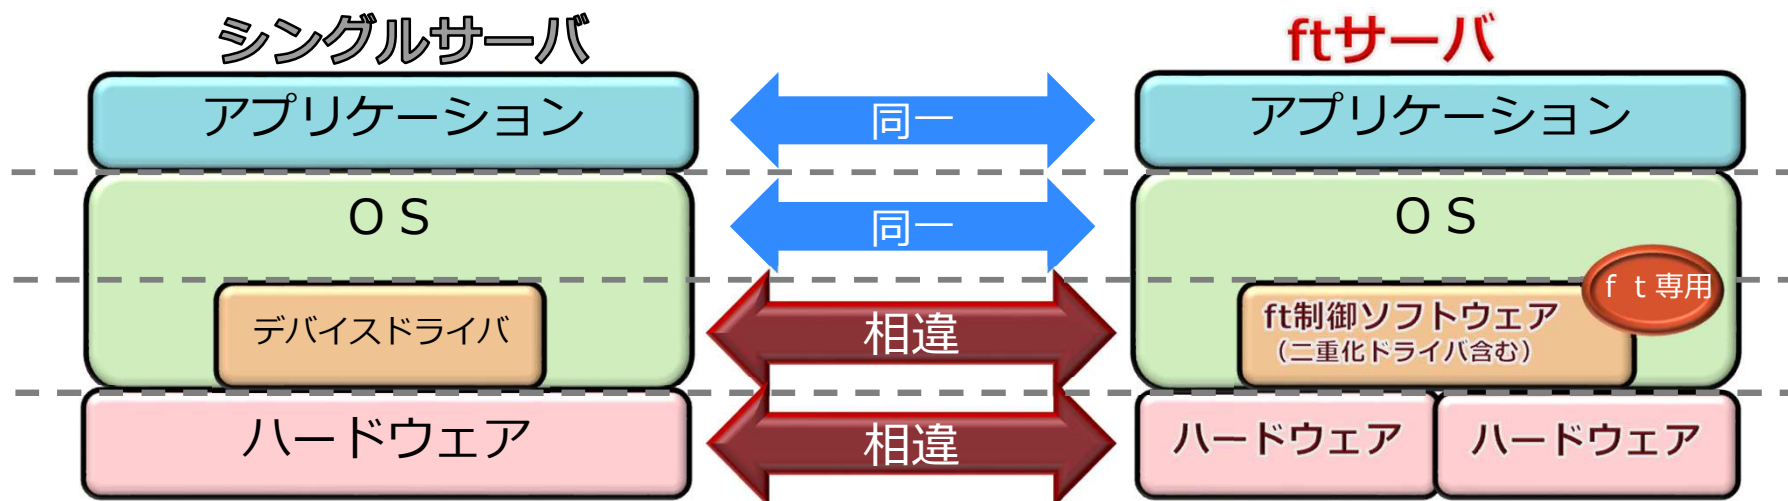 シングルサーバ
ftサーバ
アプリケーション
同一
アプリケーション
ＯＳ
同一
ＯＳ
ｆｔ専用
デバイスドライバ
相違
ft制御ソフトウェア
(二重化ドライバ含む)
ハードウェア
相違
ハードウェア
ハードウェア